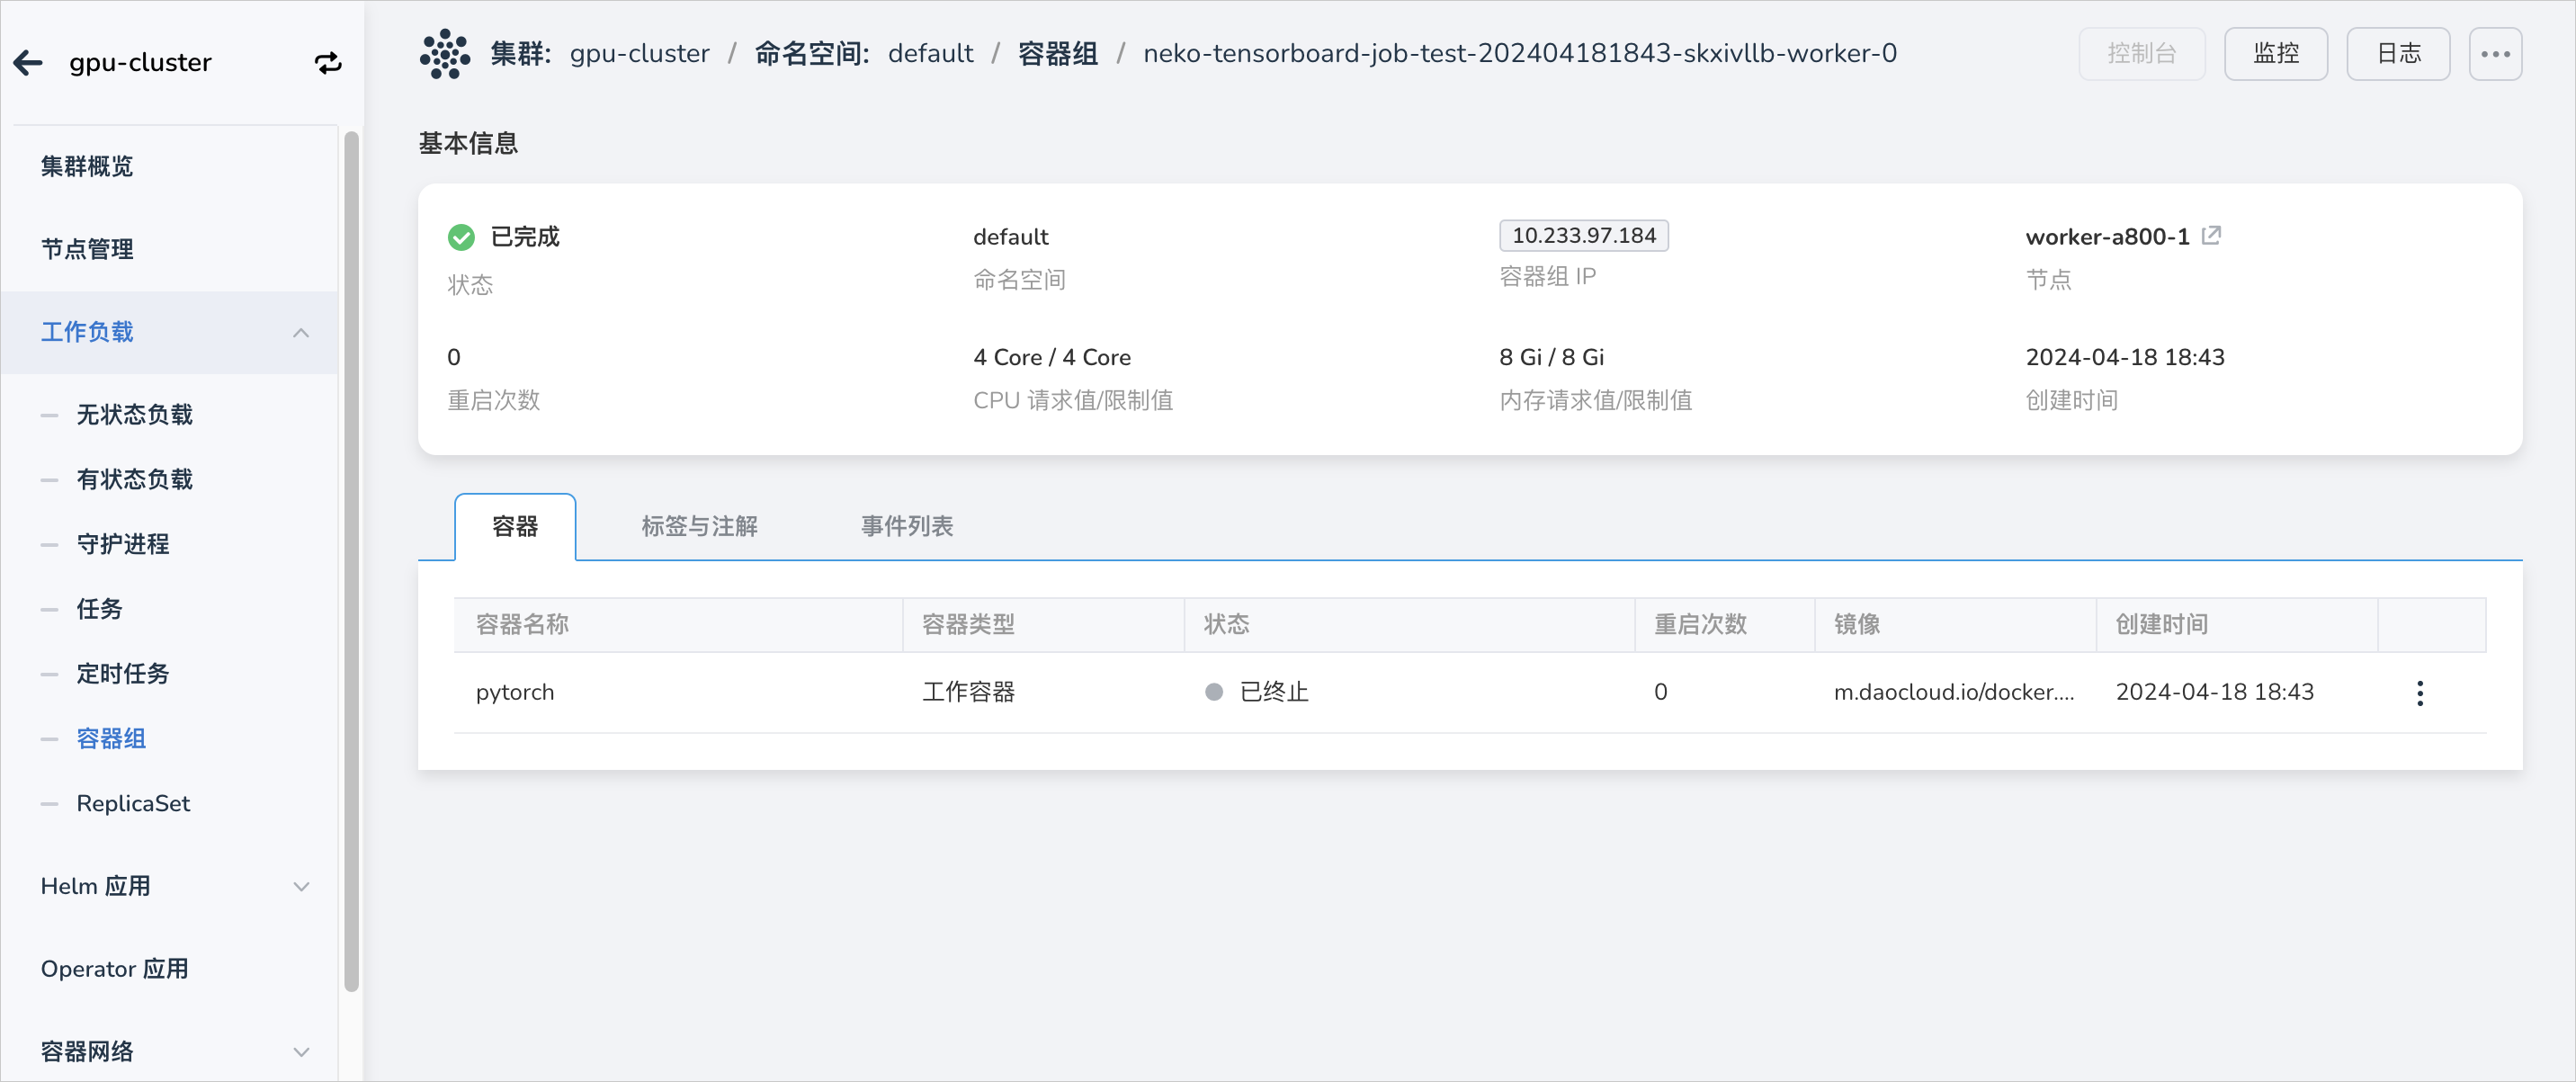 gpu-cluster
集群概览
节点管理
工作负载
无状态负载
有状态负载
守护进程
任务
定时任务
容器组
ReplicaSet
Helm 应用
Operator 应用
容器网络
集群: gpu-cluster / 命名空间: default / 容器组 / neko-tensorboard-job-test-202404181843-skxivllb-worker-0
控制台 监控 日志
基本信息
已完成 default 10.233.97.184 worker-a800-1
状态 命名空间 容器组 IP 节点
0 4 Core / 4 Core 8 Gi / 8 Gi 2024-04-18 18:43
重启次数 CPU 请求值/限制值 内存请求值/限制值 创建时间
容器 标签与注解 事件列表
容器名称 容器类型 状态 重启次数 镜像 创建时间
pytorch 工作容器 已终止 0 m.daocloud.io/docker.... 2024-04-18 18:43